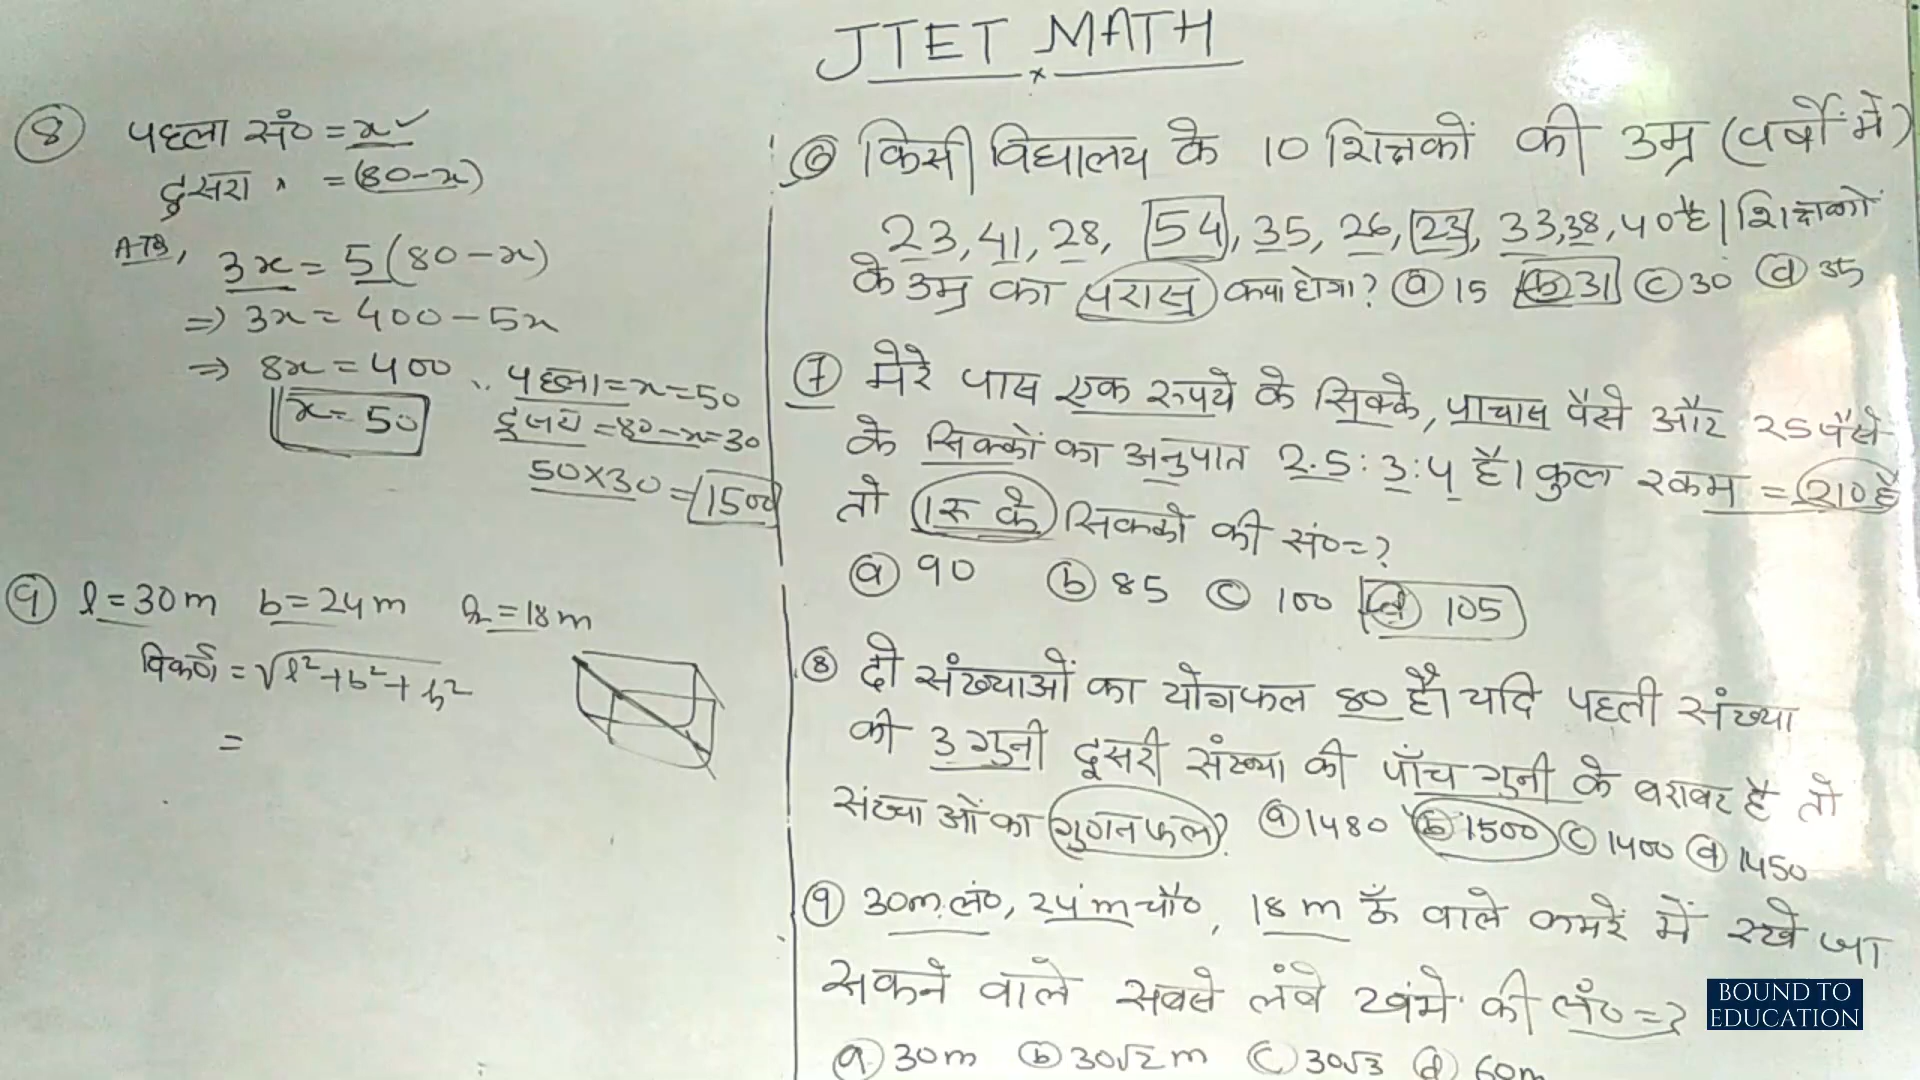 JTET MATH
⑧ पहला सं० = x ✓
दुसरा " = (80-x)
ATB, 3x = 5(80-x)
⇒ 3x = 400-5x
⇒ 8x = 400
x = 50
∴ पहला = x = 50
दुसरा = 80-x = 30
50×30 = 1500
⑨ l = 30m b = 24m h = 18m
विकर्ण = √l²+b²+h²
=
⑥ किसी विद्यालय के 10 शिक्षकों की उम्र (वर्षों में)
23, 41, 28, 54, 35, 26, 23, 33, 38, 40 है। शिक्षकों
के उम्र का परास क्या होगा? ⓐ 15 ⓑ 31 ⓒ 30 ⓓ 35
⑦ मेरे पास एक रुपये के सिक्के, पाचास पैसे और 25 पैसे
के सिक्कों का अनुपात 2.5 : 3 : 4 है। कुल रकम = 210 है
तो 1रु के सिक्को की सं० = ?
ⓐ 90 ⓑ 85 ⓒ 100 ⓓ 105
⑧ दो संख्याओं का योगफल 80 है। यदि पहली संख्या
की 3 गुनी दूसरी संख्या की पाँच गुनी के बराबर है तो
संख्याओं का गुगनफल? ⓐ 1480 ⓑ 1500 ⓒ 1400 ⓓ 1450
⑨ 30m लं०, 24m चौ०, 18m ऊँ वाले कमरें में रखे जा
सकने वाले सबसे लंबे खंमे की लं० = ?
ⓐ 30m ⓑ 30√2 m ⓒ 30√3 ⓓ 60m
BOUND TO
EDUCATION